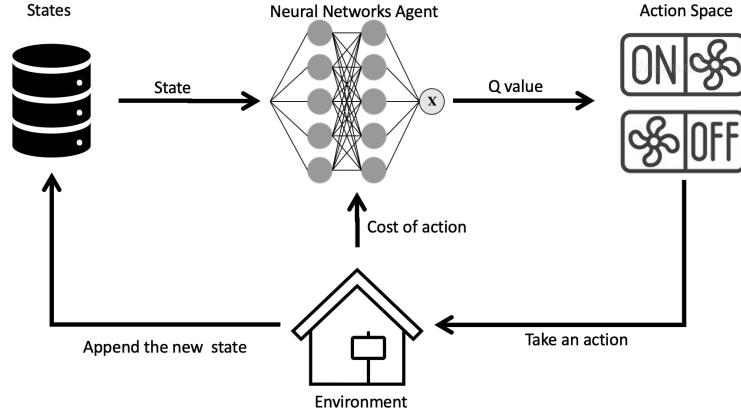 States
Neural Networks Agent
Action Space
State
X
Q value
ON
OFF
Cost of action
Append the new state
Take an action
Environment